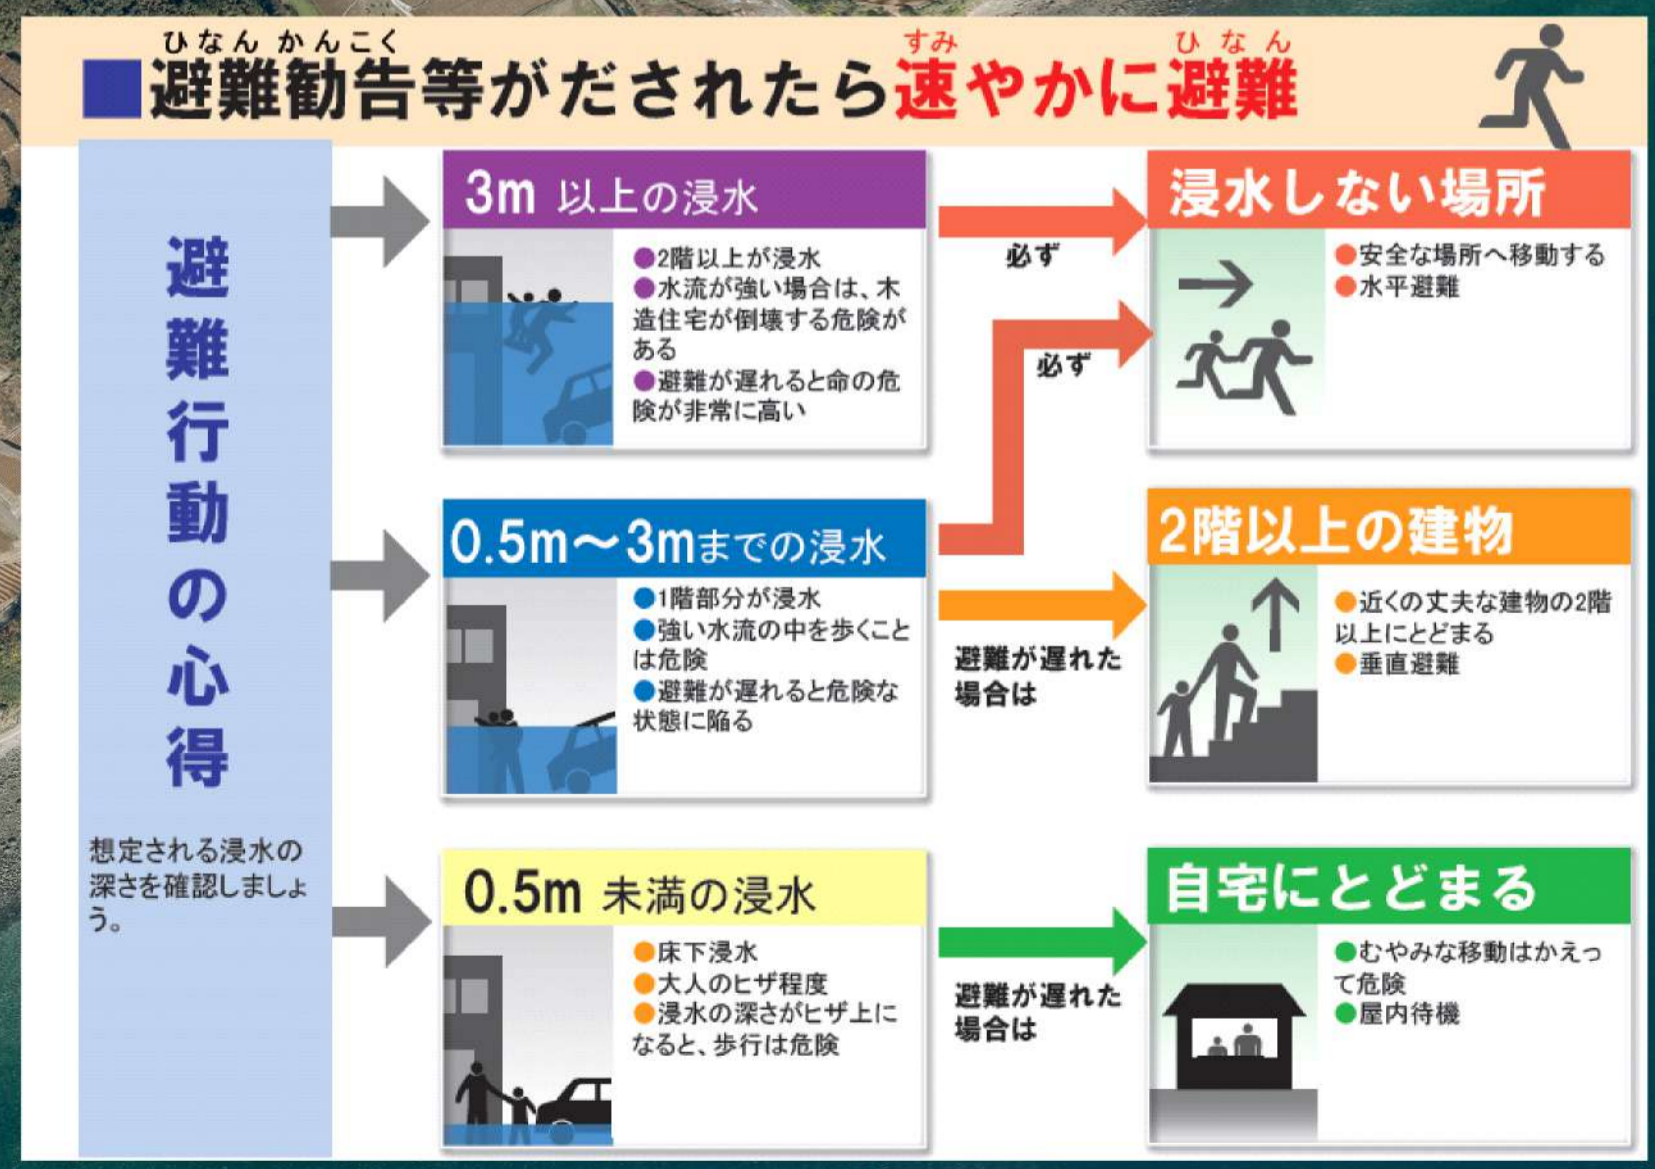 ひなんかんこく すみ ひなん
■避難勧告等がだされたら速やかに避難
避難行動の心得
想定される浸水の
深さを確認しましょ
う。
3m 以上の浸水
●2階以上が浸水
●水流が強い場合は、木
造住宅が倒壊する危険が
ある
●避難が遅れると命の危
険が非常に高い
必ず
浸水しない場所
●安全な場所へ移動する
●水平避難
0.5m～3mまでの浸水
●1階部分が浸水
●強い水流の中を歩くこと
は危険
●避難が遅れると危険な
状態に陥る
必ず
避難が遅れた
場合は
2階以上の建物
●近くの丈夫な建物の2階
以上にとどまる
●垂直避難
0.5m 未満の浸水
●床下浸水
●大人のヒザ程度
●浸水の深さがヒザ上に
なると、歩行は危険
避難が遅れた
場合は
自宅にとどまる
●むやみな移動はかえっ
て危険
●屋内待機